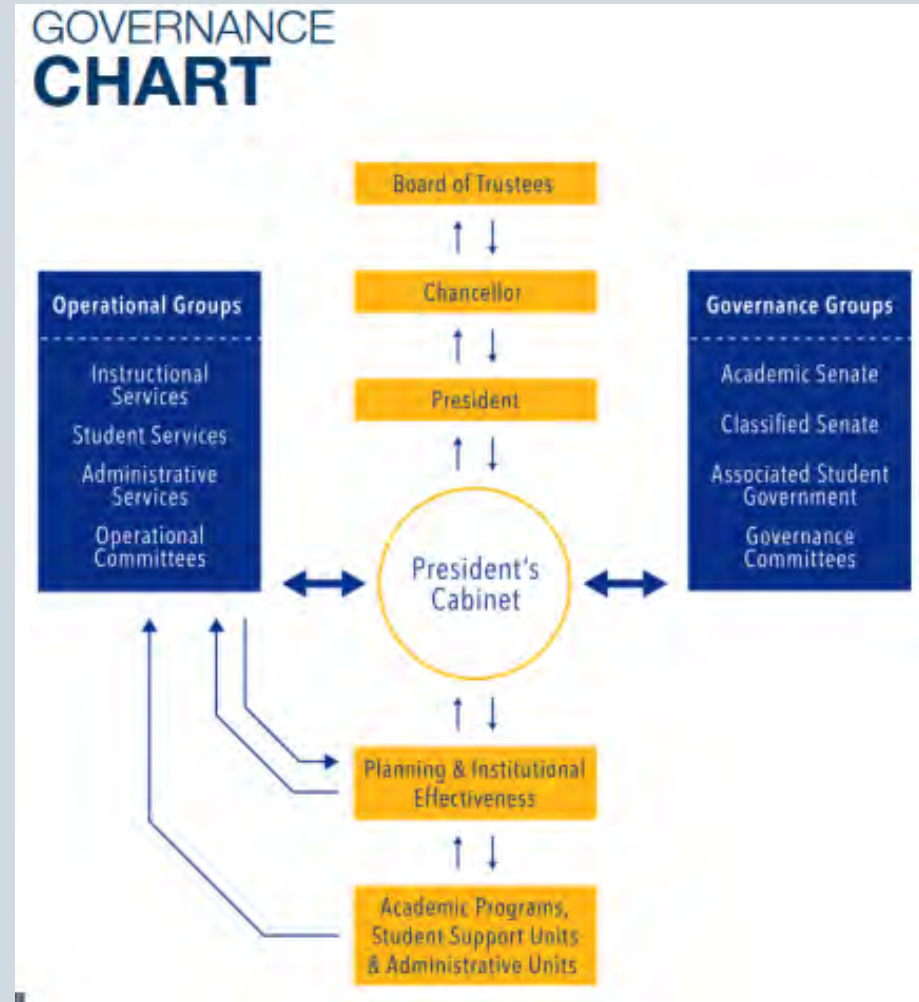 GOVERNANCE
CHART
Board of Trustees
Chancellor
President
Operational Groups
Instructional
Services
Student Services
Administrative
Services
Operational
Committees
President's
Cabinet
Governance Groups
Academic Senate
Classified Senate
Associated Student
Government
Governance
Committees
Planning & Institutional
Effectiveness
Academic Programs,
Student Support Units
& Administrative Units